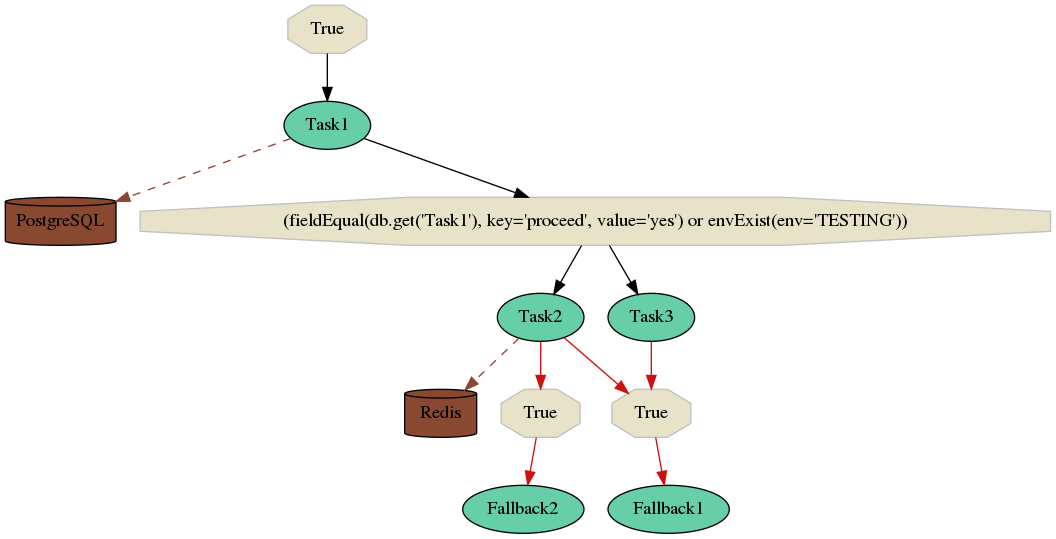 True
Task1
PostgreSQL
(fieldEqual(db.get('Task1'), key='proceed', value='yes') or envExist(env='TESTING'))
Task2
Task3
Redis
True
True
Fallback2
Fallback1